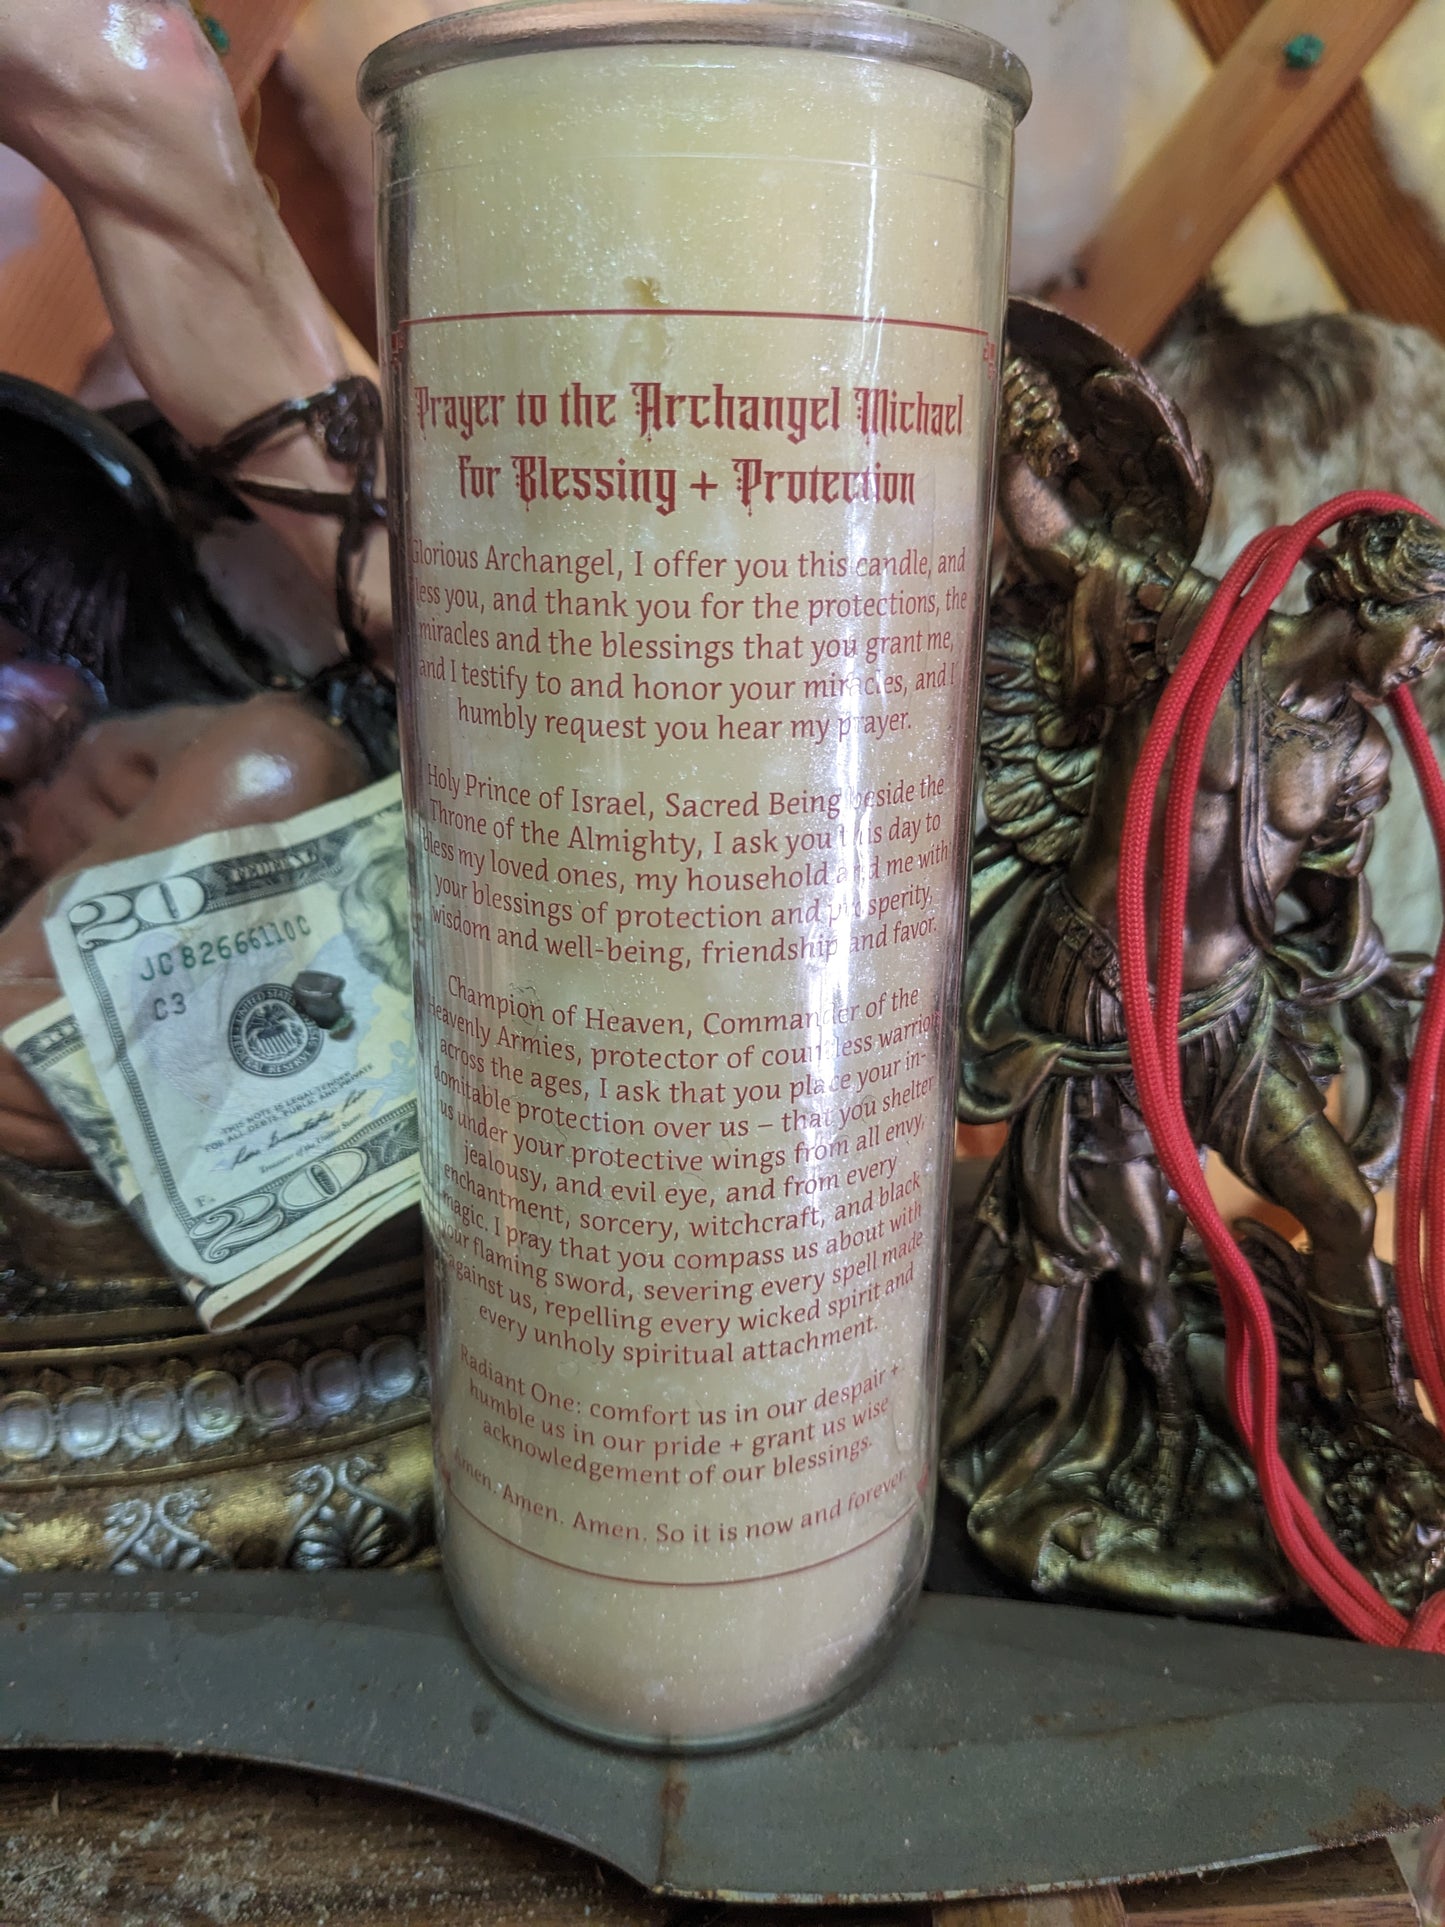 Prayer to the Archangel Michael
for Blessing + Protection
Glorious Archangel, I offer you this candle, and
less you, and thank you for the protections, the
miracles and the blessings that you grant me,
and I testify to and honor your miracles, and I
humbly request you hear my prayer.
Holy Prince of Israel, Sacred Being beside the
Throne of the Almighty, I ask you this day to
bless my loved ones, my household and me with
your blessings of protection and prosperity,
wisdom and well-being, friendship and favor.
Champion of Heaven, Commander of the
Heavenly Armies, protector of countless warrior
across the ages, I ask that you place your in-
domitable protection over us – that you shelter
us under your protective wings from all envy,
jealousy, and evil eye, and from every
enchantment, sorcery, witchcraft, and black
magic. I pray that you compass us about with
your flaming sword, severing every spell made
against us, repelling every wicked spirit and
every unholy spiritual attachment.
Radiant One: comfort us in our despair +
humble us in our pride + grant us wise
acknowledgement of our blessings.
Amen. Amen. Amen. So it is now and forever.
20
FEDERAL
JC 82666110 C
C3
THIS NOTE IS LEGAL TENDER
FOR ALL DEBTS, PUBLIC AND PRIVATE
Treasurer of the United States.
20